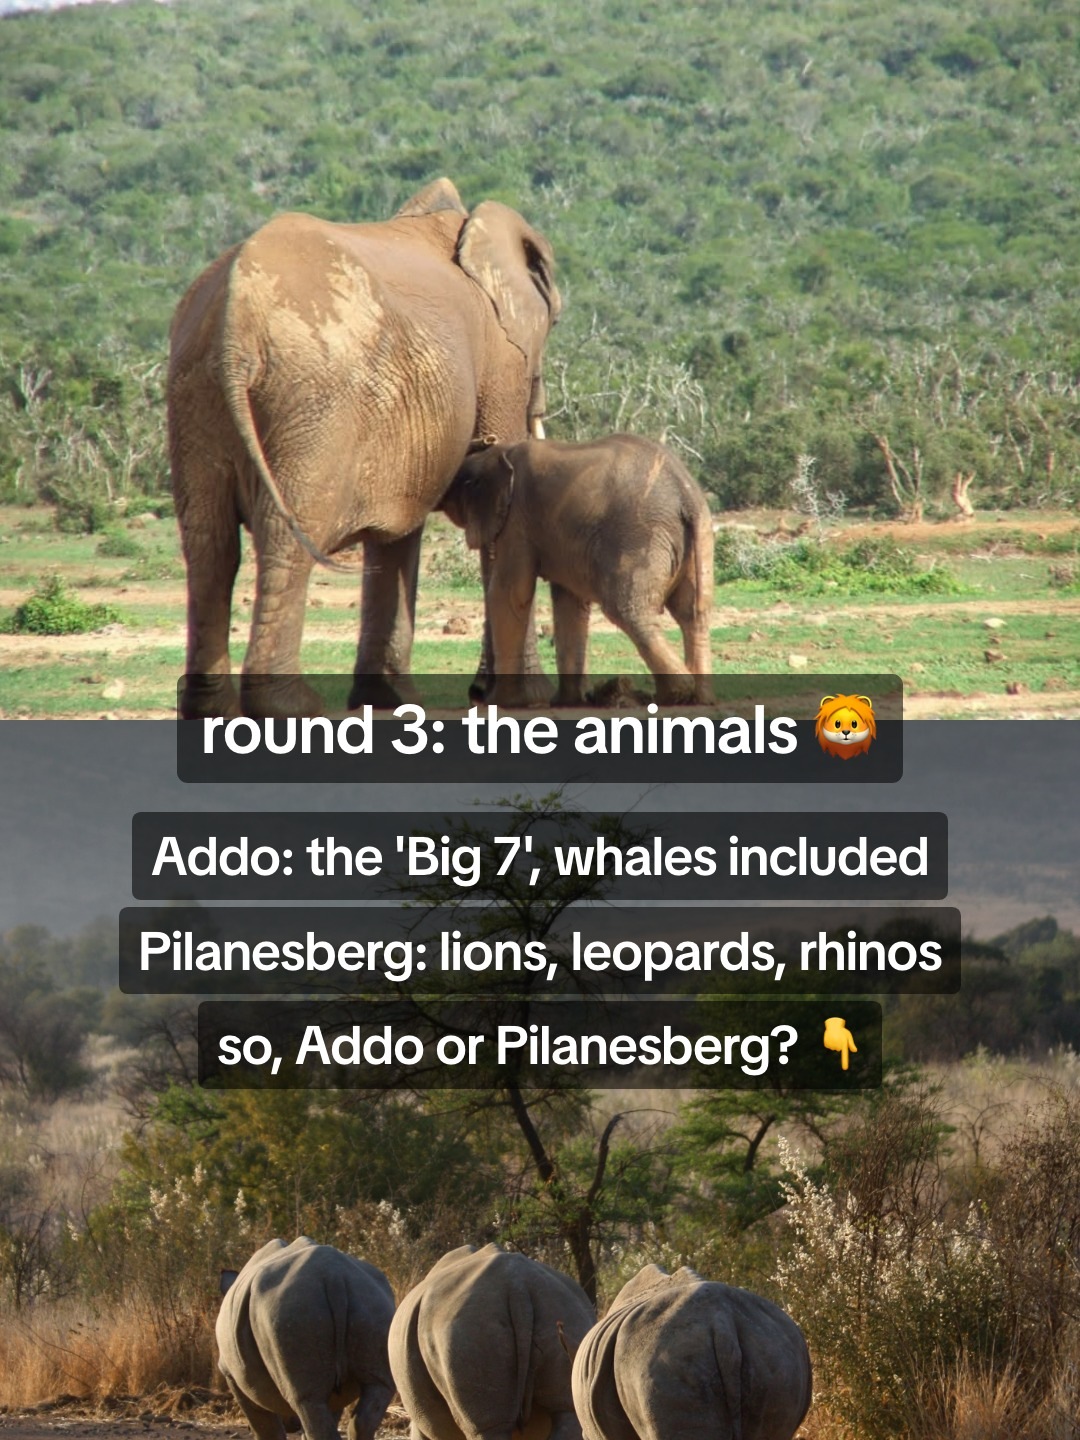 round 3: the animals 🦁
Addo: the 'Big 7', whales included
Pilanesberg: lions, leopards, rhinos
so, Addo or Pilanesberg? 👇